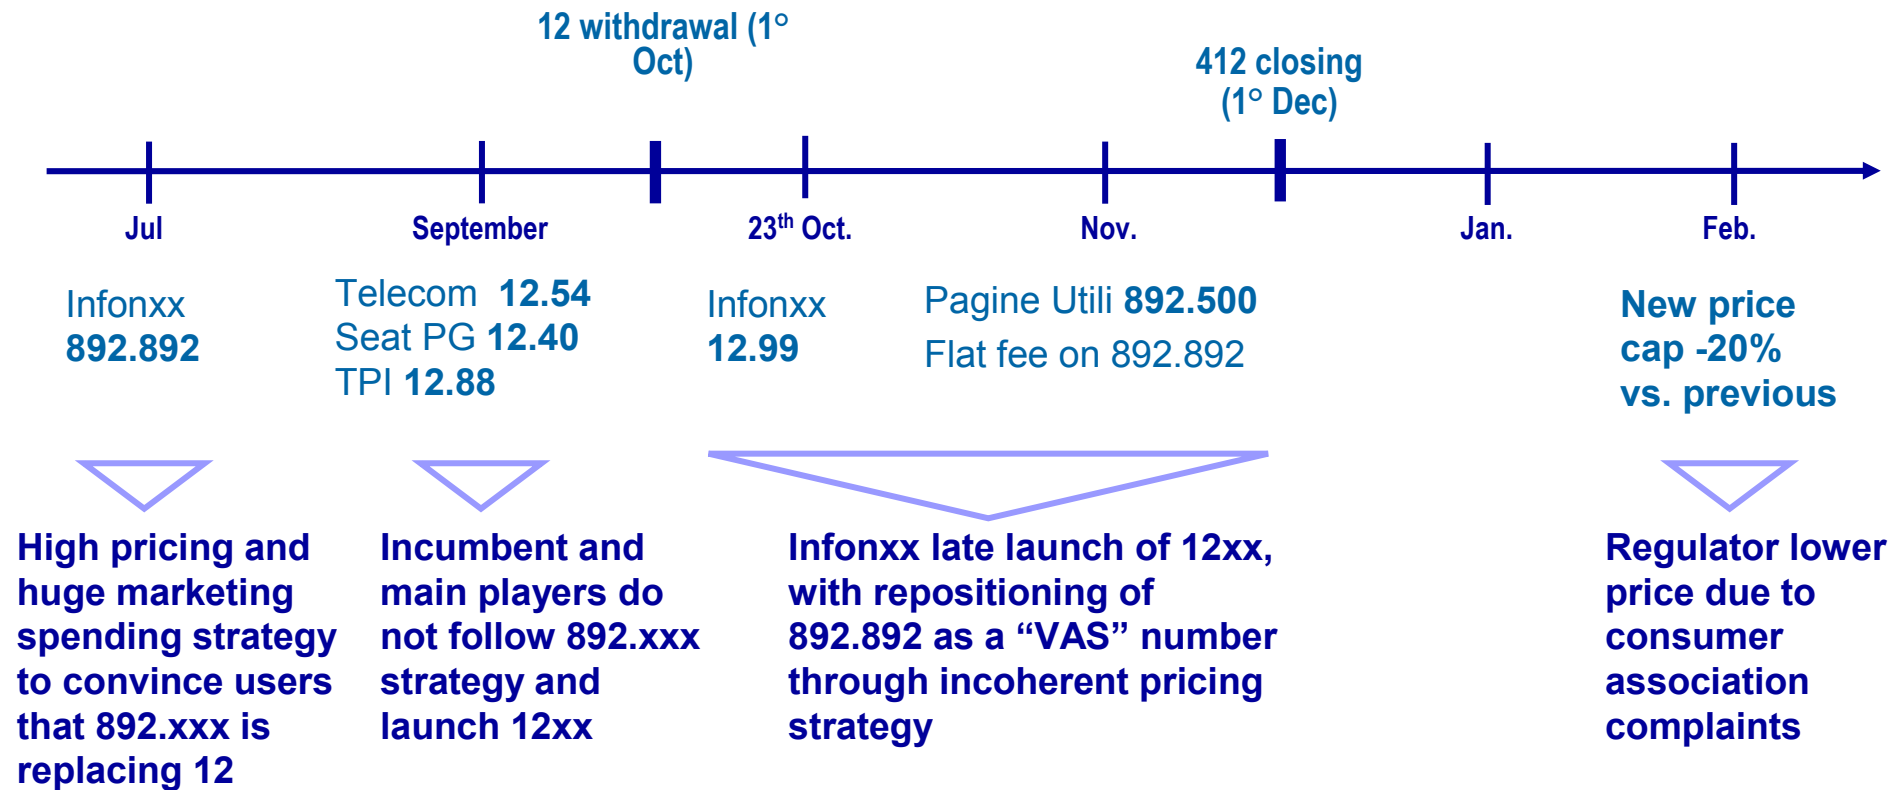 12 withdrawal (1°
Oct)
412 closing
(1° Dec)
Jul
September
23th Oct.
Nov.
Jan.
Feb.
Infonxx
892.892
Telecom 12.54
Seat PG 12.40
TPI 12.88
Infonxx
12.99
Pagine Utili 892.500
Flat fee on 892.892
New price
cap -20%
vs. previous
High pricing and
huge marketing
spending strategy
to convince users
that 892.xxx is
replacing 12
Incumbent and
main players do
not follow 892.xxx
strategy and
launch 12xx
Infonxx late launch of 12xx,
with repositioning of
892.892 as a “VAS” number
through incoherent pricing
strategy
Regulator lower
price due to
consumer
association
complaints